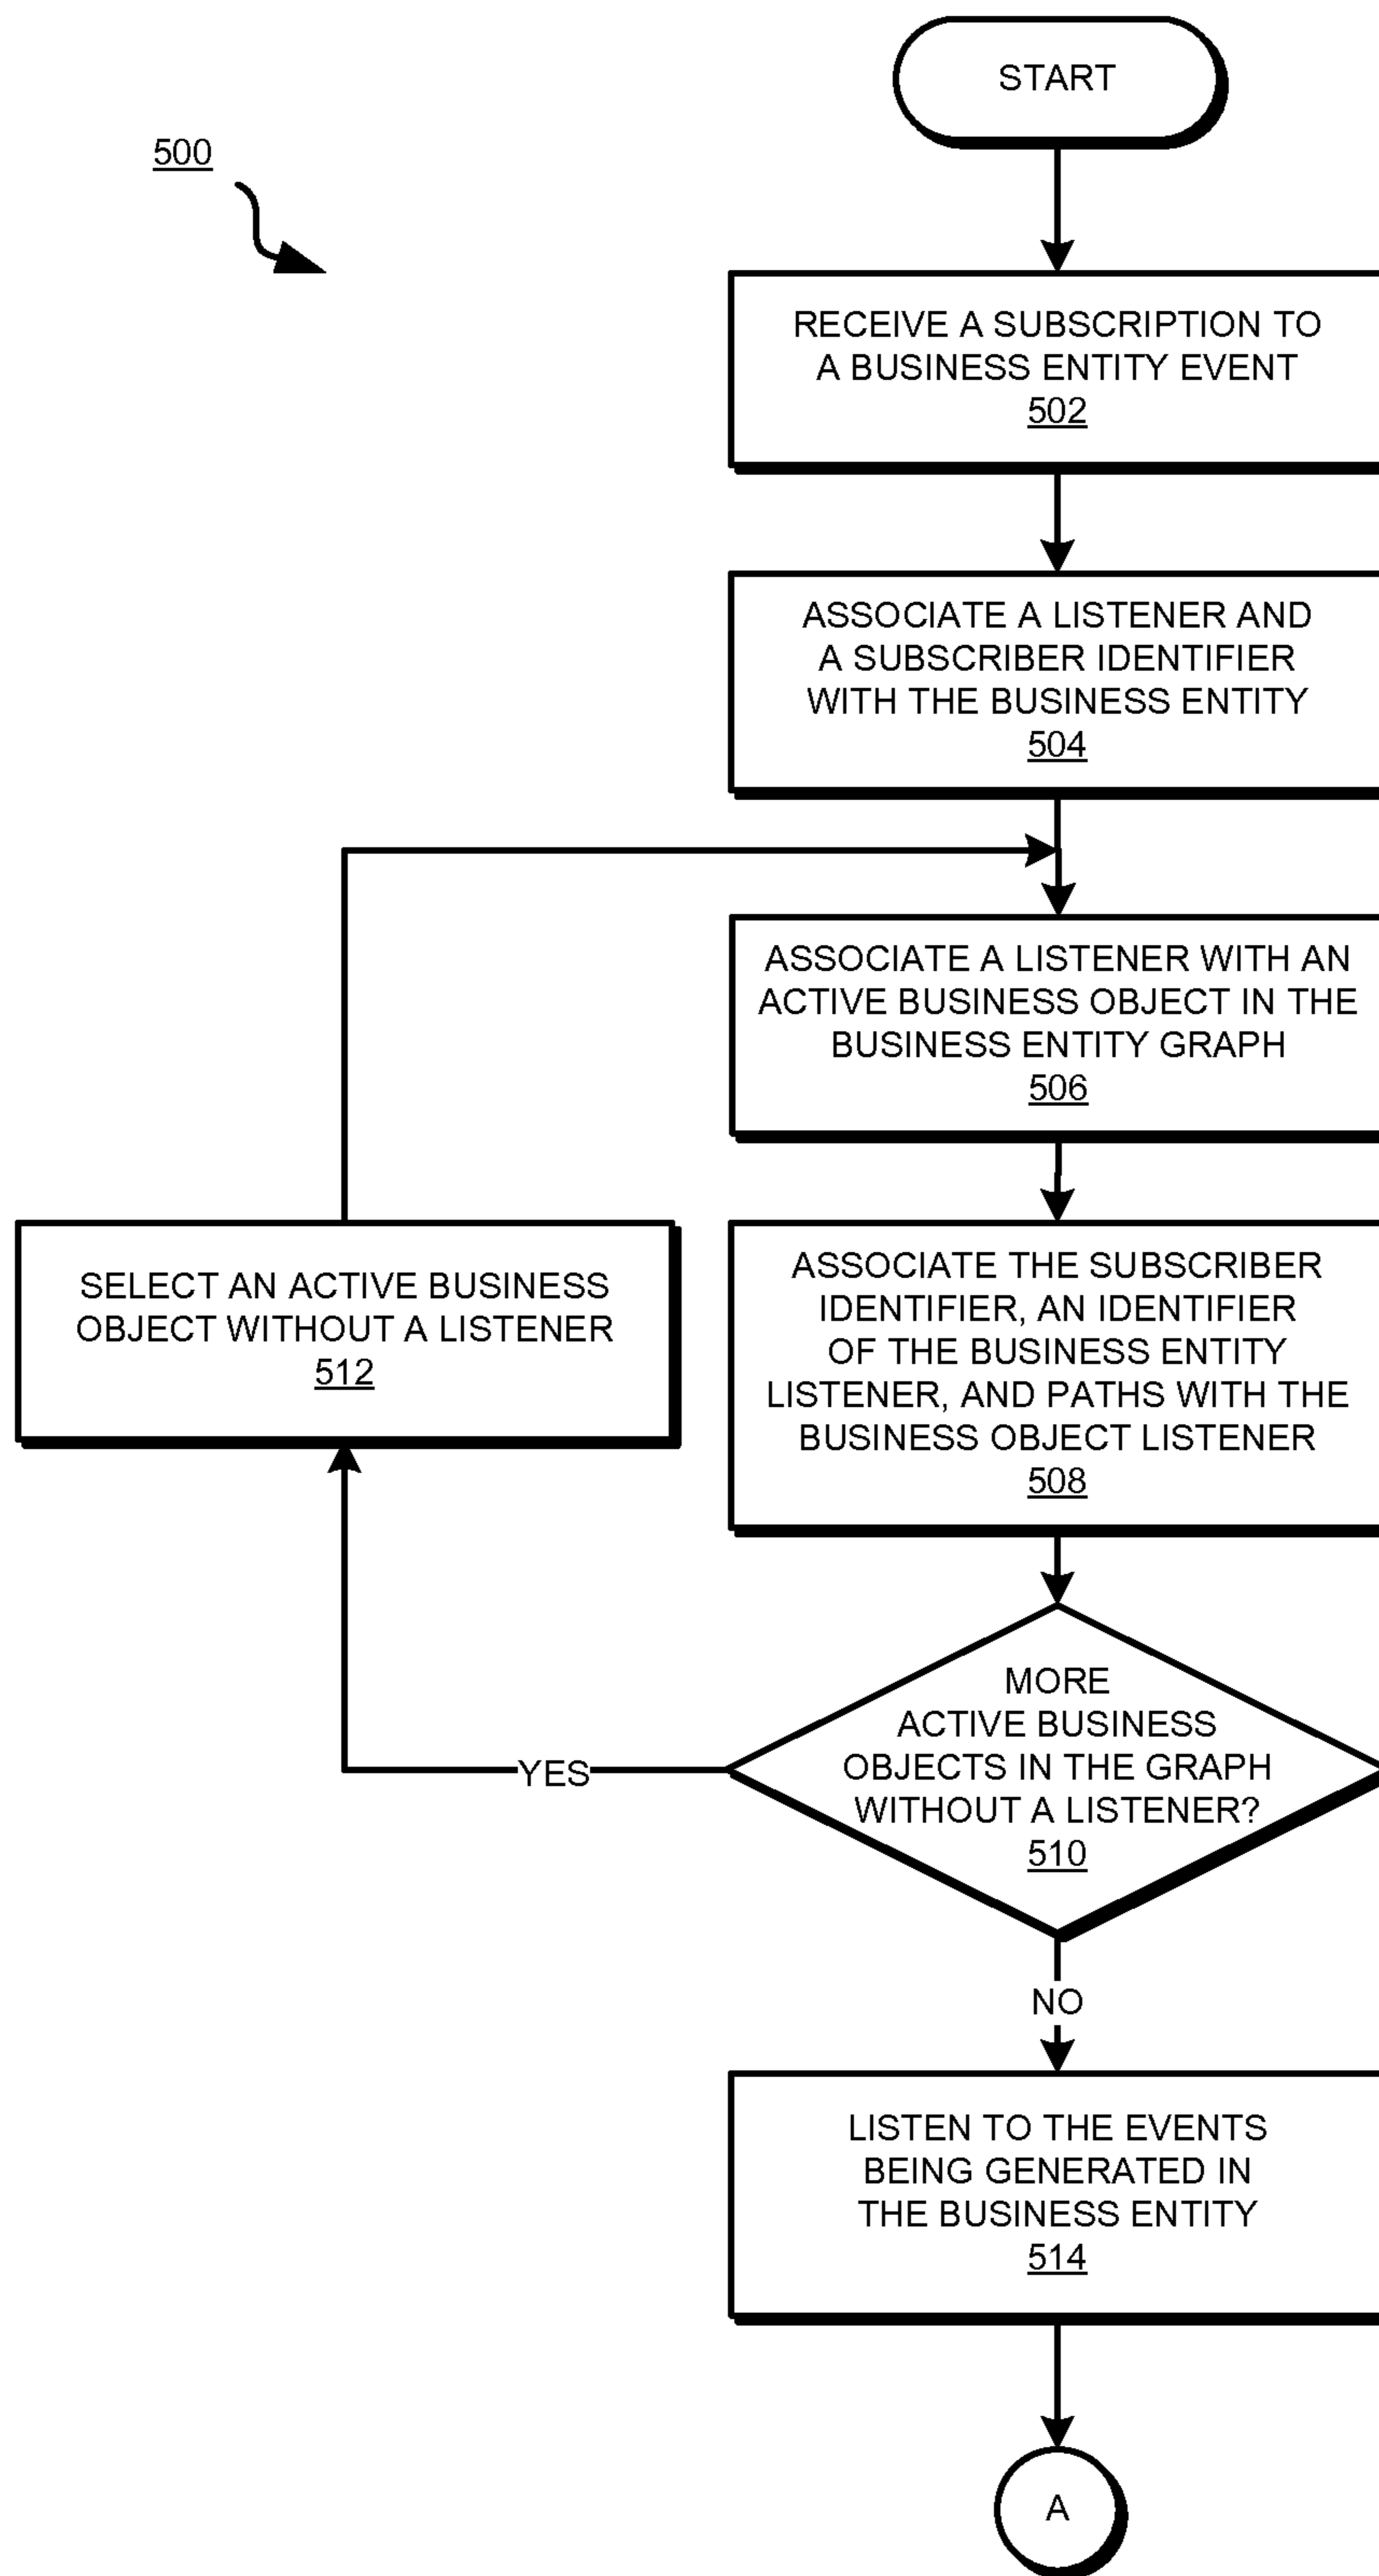 START
500
RECEIVE A SUBSCRIPTION TO
A BUSINESS ENTITY EVENT
502
ASSOCIATE A LISTENER AND
A SUBSCRIBER IDENTIFIER
WITH THE BUSINESS ENTITY
504
ASSOCIATE A LISTENER WITH AN
ACTIVE BUSINESS OBJECT IN THE
BUSINESS ENTITY GRAPH
506
SELECT AN ACTIVE BUSINESS
OBJECT WITHOUT A LISTENER
512
ASSOCIATE THE SUBSCRIBER
IDENTIFIER, AN IDENTIFIER
OF THE BUSINESS ENTITY
LISTENER, AND PATHS WITH THE
BUSINESS OBJECT LISTENER
508
MORE
ACTIVE BUSINESS
OBJECTS IN THE GRAPH
WITHOUT A LISTENER?
510
YES
NO
LISTEN TO THE EVENTS
BEING GENERATED IN
THE BUSINESS ENTITY
514
A